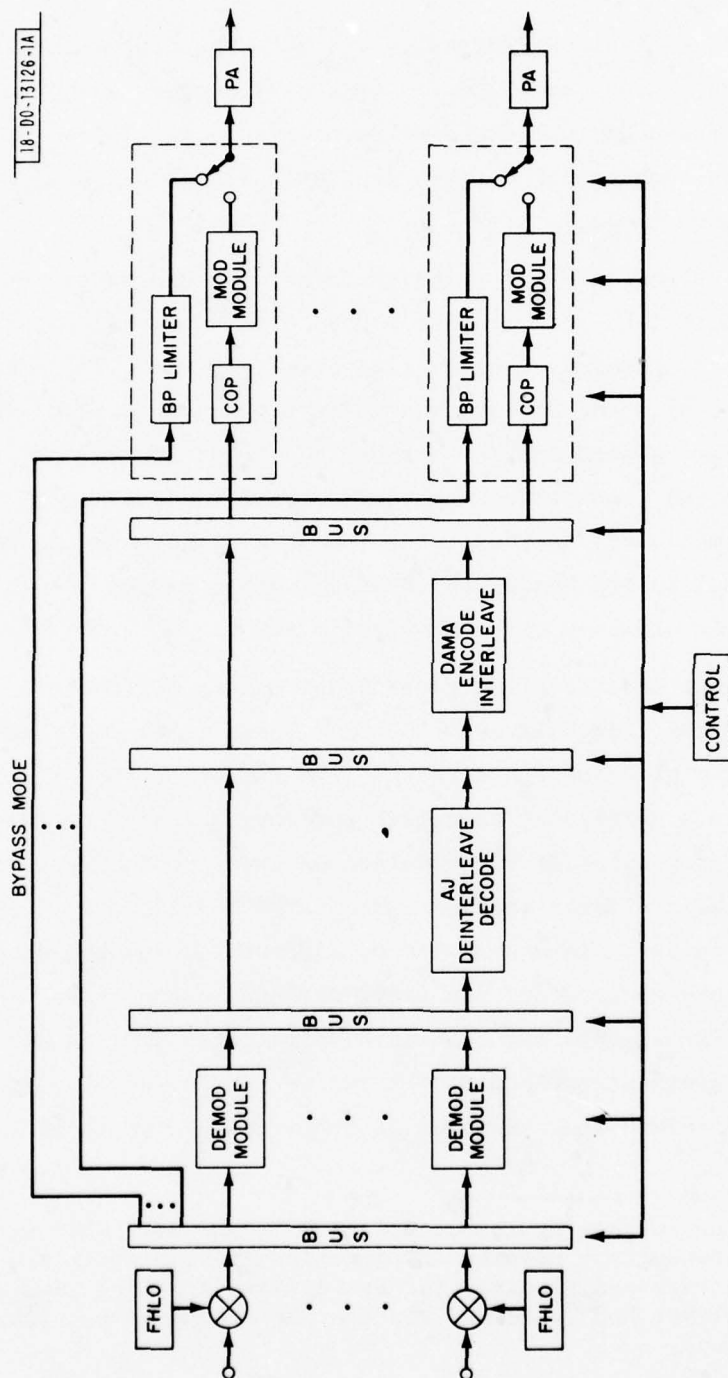 18-DO-13126-1A
BYPASS MODE
FHLO
BUS
DEMOD
MODULE
BUS
BUS
BUS
BP LIMITER
COP
MOD
MODULE
PA
FHLO
DEMOD
MODULE
AJ
DEINTERLEAVE
DECODE
DAMA
ENCODE
INTERLEAVE
BP LIMITER
COP
MOD
MODULE
PA
CONTROL